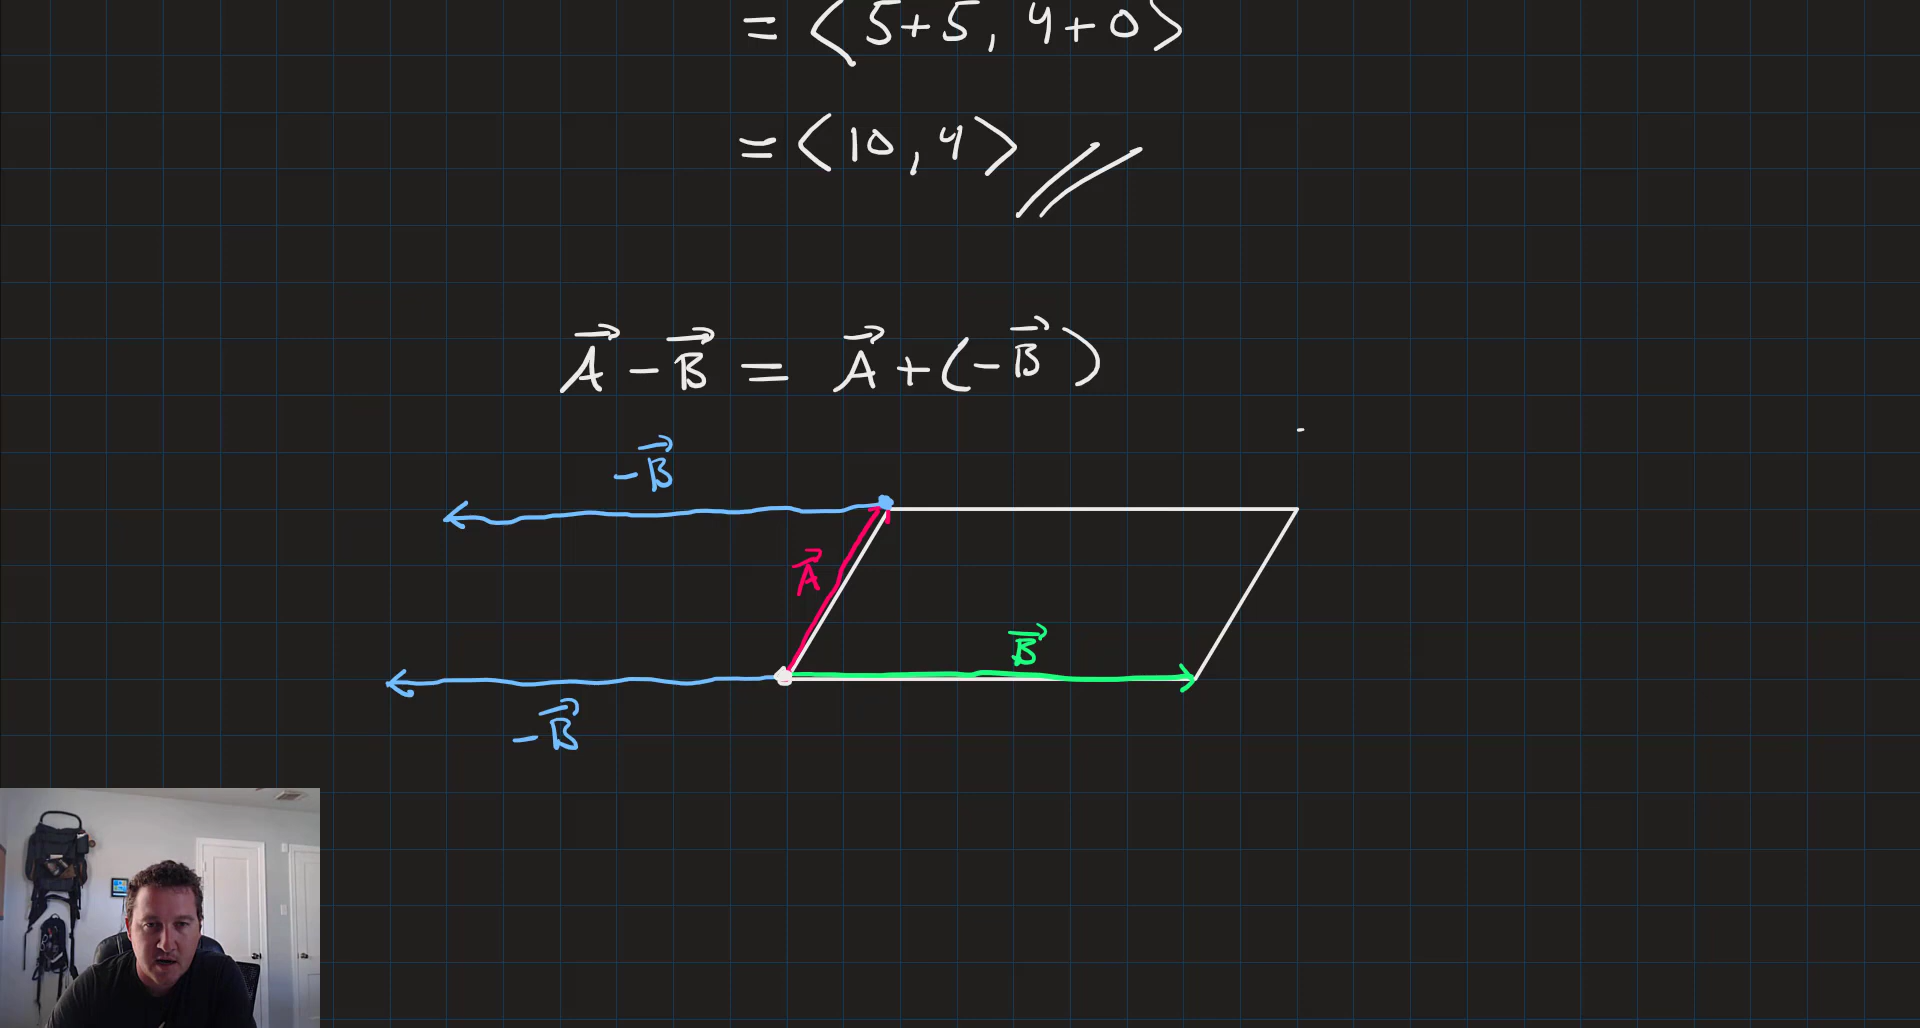 = ⟨5+5, 4+0⟩
= ⟨10, 4⟩
A⃗ − B⃗ = A⃗ + (−B⃗)
−B⃗
A⃗
B⃗
−B⃗